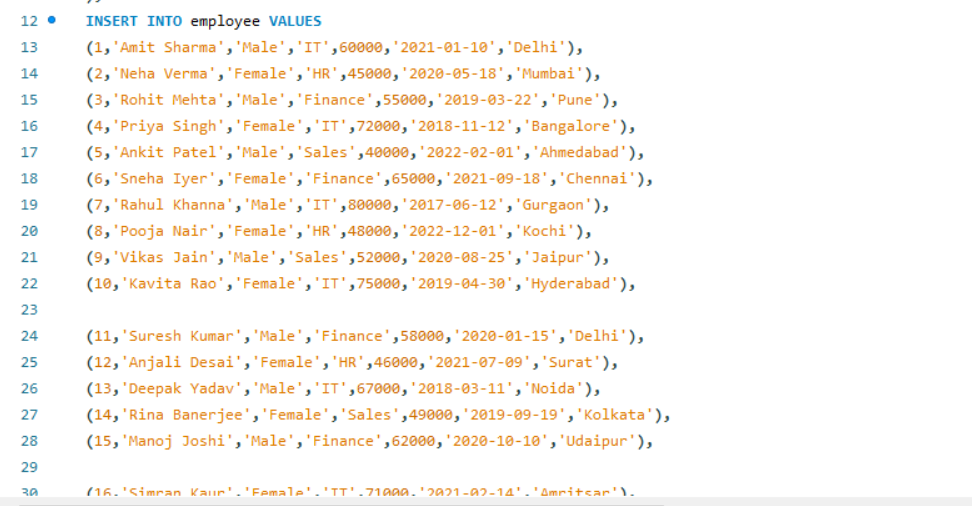 12 INSERT INTO employee VALUES
13 (1,'Amit Sharma','Male','IT',60000,'2021-01-10','Delhi'),
14 (2,'Neha Verma','Female','HR',45000,'2020-05-18','Mumbai'),
15 (3,'Rohit Mehta','Male','Finance',55000,'2019-03-22','Pune'),
16 (4,'Priya Singh','Female','IT',72000,'2018-11-12','Bangalore'),
17 (5,'Ankit Patel','Male','Sales',40000,'2022-02-01','Ahmedabad'),
18 (6,'Sneha Iyer','Female','Finance',65000,'2021-09-18','Chennai'),
19 (7,'Rahul Khanna','Male','IT',80000,'2017-06-12','Gurgaon'),
20 (8,'Pooja Nair','Female','HR',48000,'2022-12-01','Kochi'),
21 (9,'Vikas Jain','Male','Sales',52000,'2020-08-25','Jaipur'),
22 (10,'Kavita Rao','Female','IT',75000,'2019-04-30','Hyderabad'),
23
24 (11,'Suresh Kumar','Male','Finance',58000,'2020-01-15','Delhi'),
25 (12,'Anjali Desai','Female','HR',46000,'2021-07-09','Surat'),
26 (13,'Deepak Yadav','Male','IT',67000,'2018-03-11','Noida'),
27 (14,'Rina Banerjee','Female','Sales',49000,'2019-09-19','Kolkata'),
28 (15,'Manoj Joshi','Male','Finance',62000,'2020-10-10','Udaipur'),
29
30 (16,'Simran Kaur','Female','IT',71000,'2021-02-14','Amritsar'),